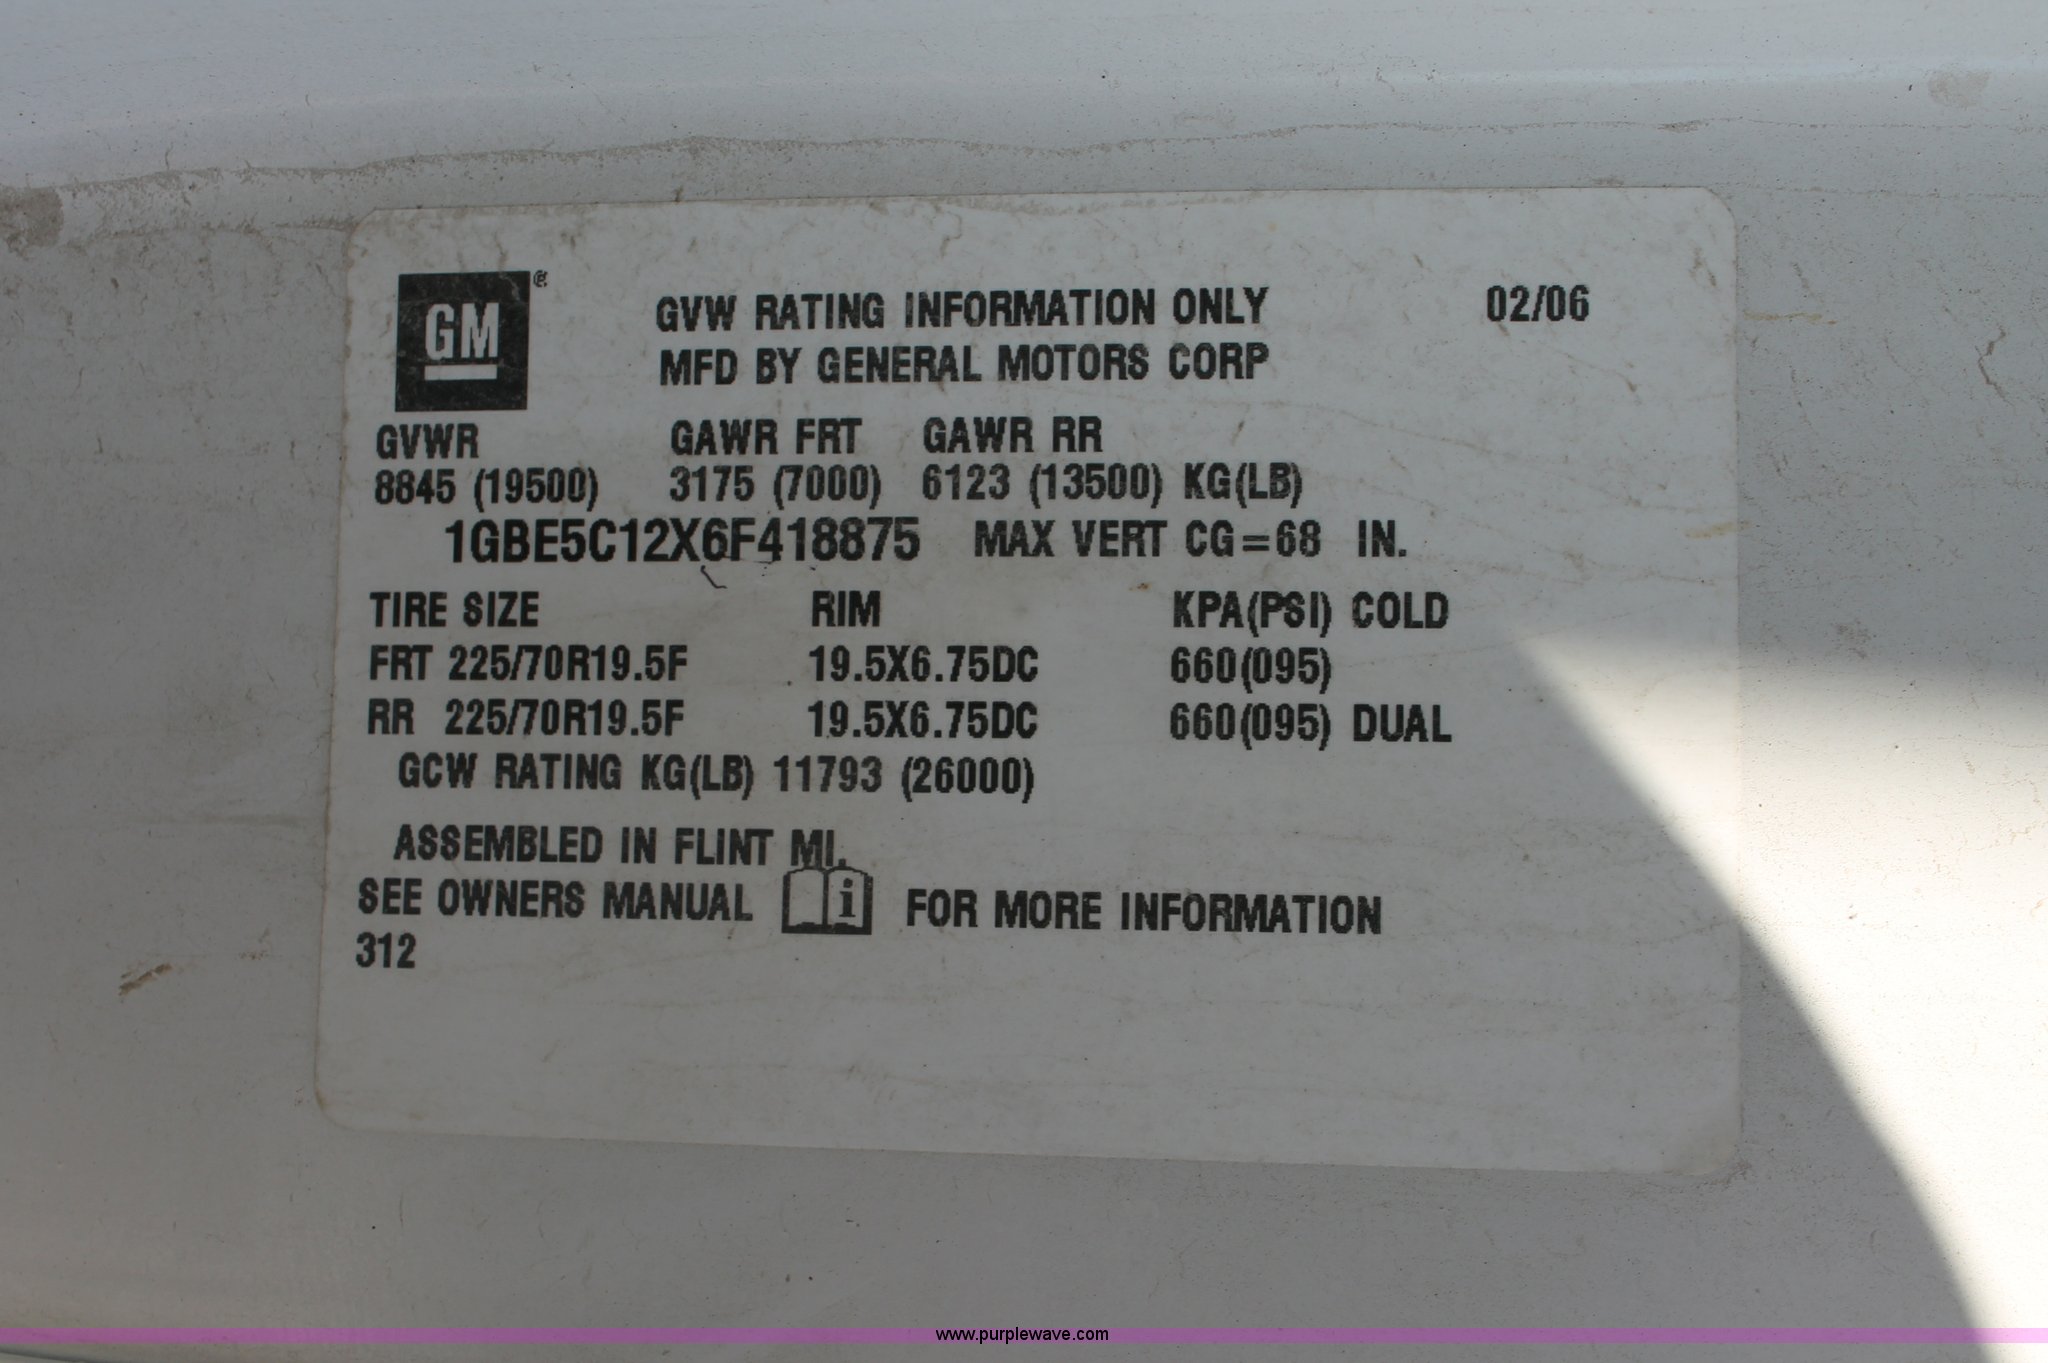 GM
GVW RATING INFORMATION ONLY 02/06
MFD BY GENERAL MOTORS CORP
GVWR GAWR FRT GAWR RR
8845 (19500) 3175 (7000) 6123 (13500) KG(LB)
1GBE5C12X6F418875 MAX VERT CG=68 IN.
TIRE SIZE RIM KPA(PSI) COLD
FRT 225/70R19.5F 19.5X6.75DC 660(095)
RR 225/70R19.5F 19.5X6.75DC 660(095) DUAL
GCW RATING KG(LB) 11793 (26000)
ASSEMBLED IN FLINT MI.
SEE OWNERS MANUAL i FOR MORE INFORMATION
312
www.purplewave.com